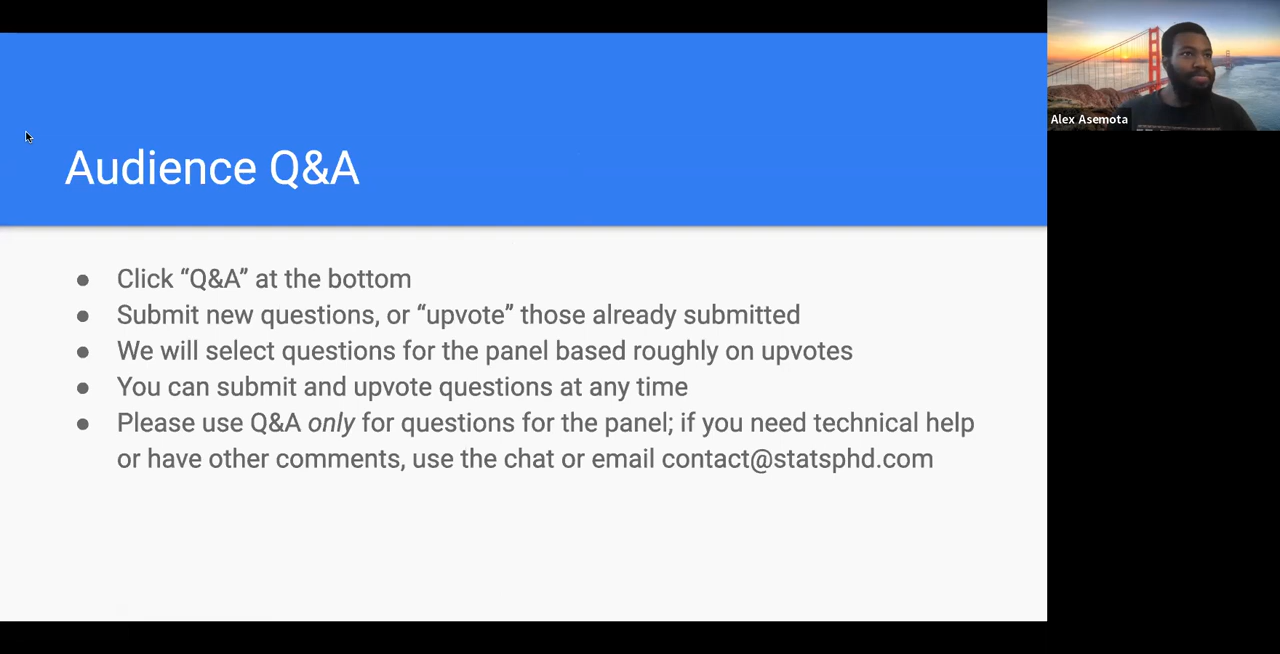 Audience Q&A
● Click “Q&A” at the bottom
● Submit new questions, or “upvote” those already submitted
● We will select questions for the panel based roughly on upvotes
● You can submit and upvote questions at any time
● Please use Q&A only for questions for the panel; if you need technical help
or have other comments, use the chat or email contact@statsphd.com
Alex Asemota